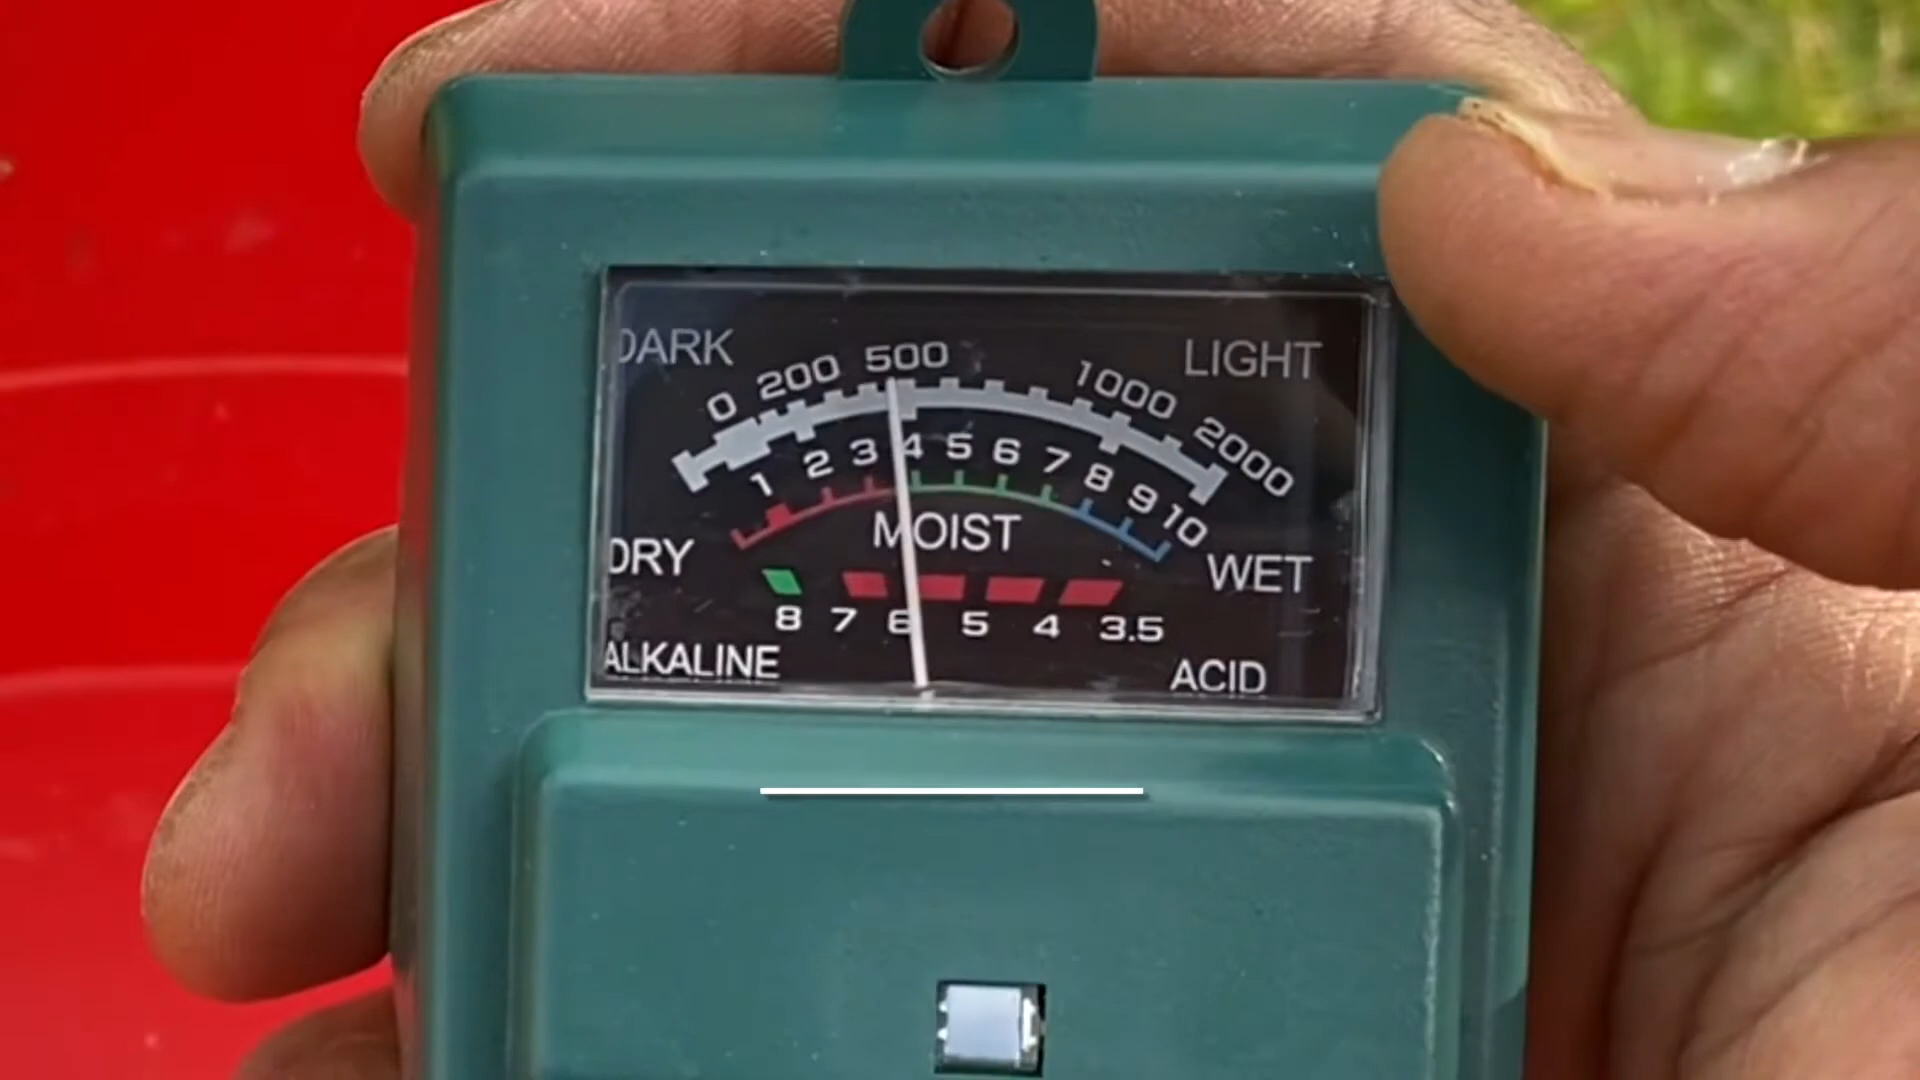 DARK LIGHT
0 200 500 1000 2000
1 2 3 4 5 6 7 8 9 10
DRY MOIST WET
8 7 6 5 4 3.5
ALKALINE ACID